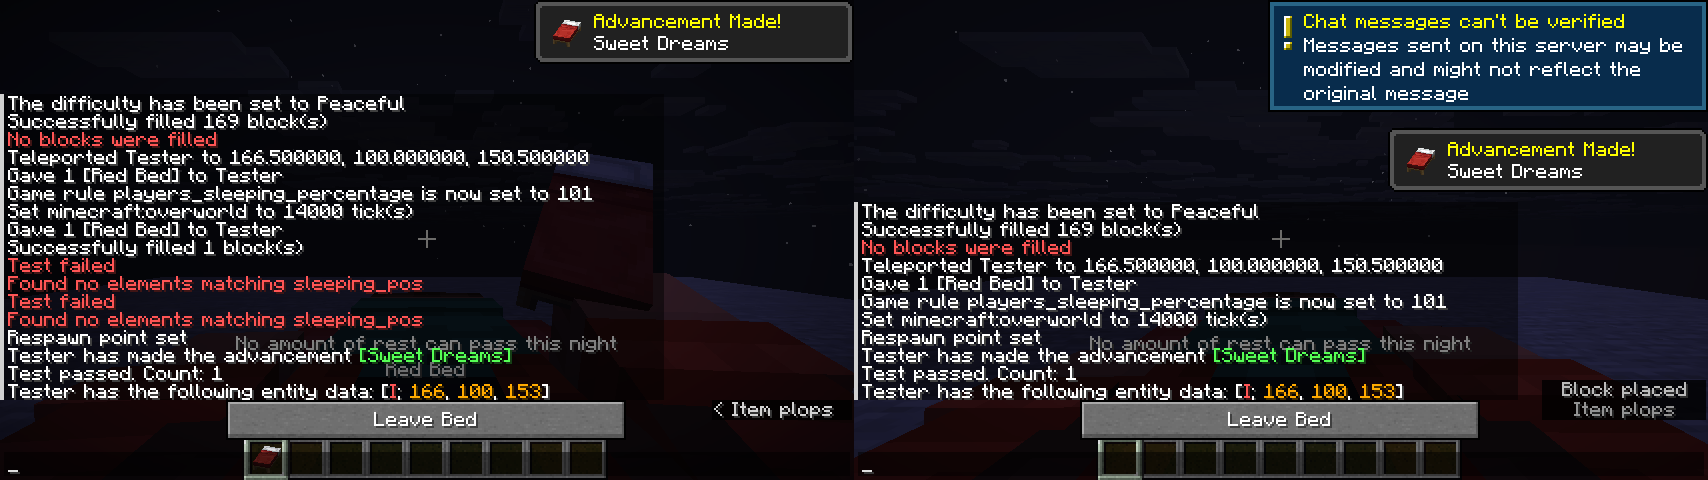 Advancement Made!
Sweet Dreams
The difficulty has been set to Peaceful
Successfully filled 169 block(s)
No blocks were filled
Teleported Tester to 166.500000, 100.000000, 150.500000
Gave 1 [Red Bed] to Tester
Game rule players_sleeping_percentage is now set to 101
Set minecraft:overworld to 14000 tick(s)
Gave 1 [Red Bed] to Tester
Successfully filled 1 block(s)
Test failed
Found no elements matching sleeping_pos
Test failed
Found no elements matching sleeping_pos
Respawn point set
No amount of rest can pass this night
Tester has made the advancement [Sweet Dreams]
Test passed. Count: 1
Red Bed
Tester has the following entity data: [I; 166, 100, 153]
< Item plops
Leave Bed
_
Chat messages can't be verified
Messages sent on this server may be
modified and might not reflect the
original message
Advancement Made!
Sweet Dreams
The difficulty has been set to Peaceful
Successfully filled 169 block(s)
No blocks were filled
Teleported Tester to 166.500000, 100.000000, 150.500000
Gave 1 [Red Bed] to Tester
Game rule players_sleeping_percentage is now set to 101
Set minecraft:overworld to 14000 tick(s)
Respawn point set
No amount of rest can pass this night
Tester has made the advancement [Sweet Dreams]
Test passed. Count: 1
Tester has the following entity data: [I; 166, 100, 153]
Block placed
Item plops
Leave Bed
_